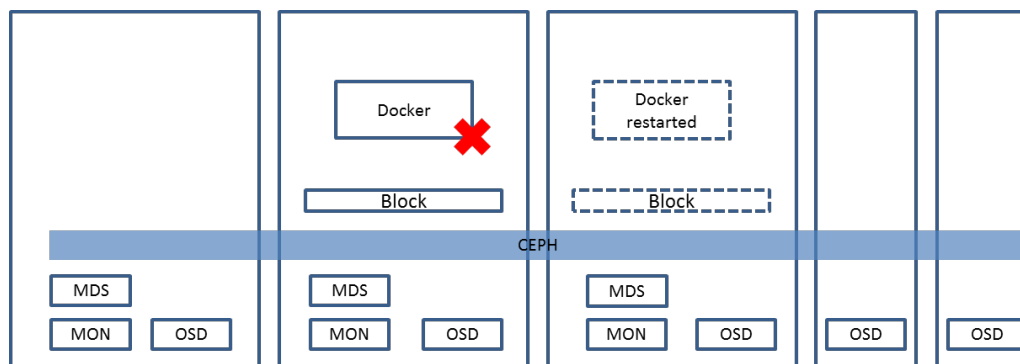 Docker
Docker
restarted
Block
Block
CEPH
MDS
MDS
MDS
MON
OSD
MON
OSD
MON
OSD
OSD
OSD